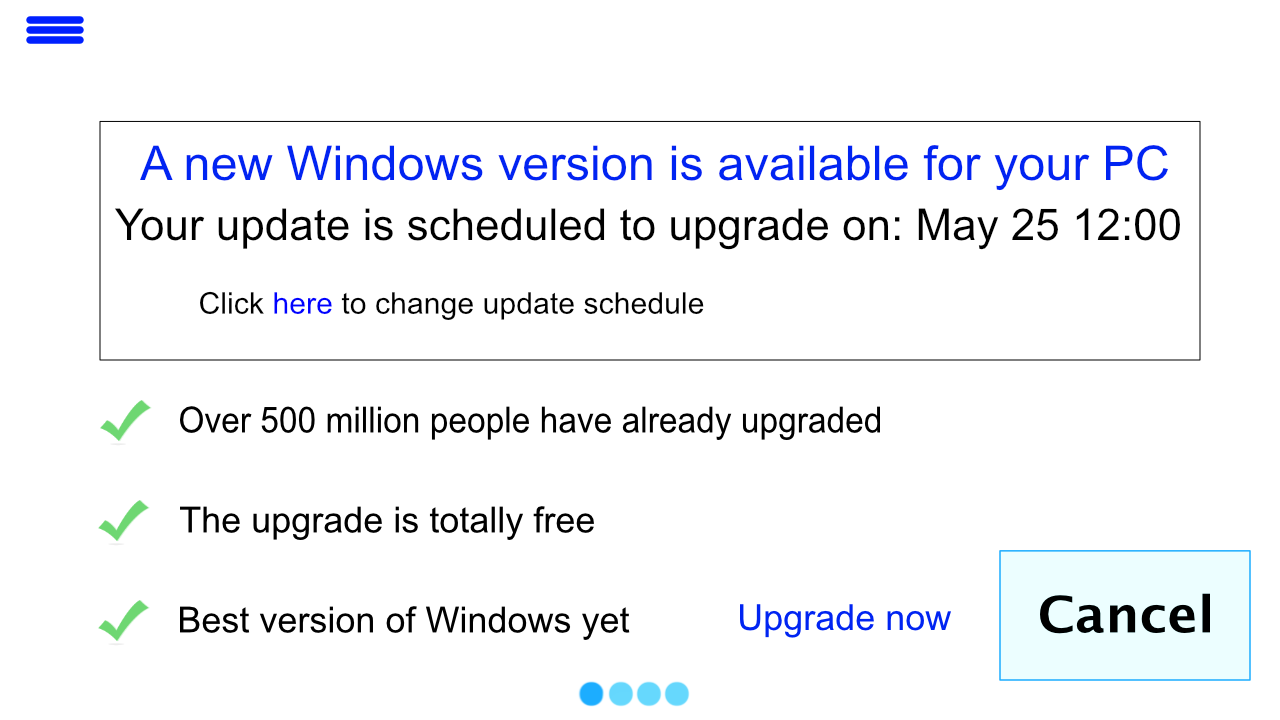 A new Windows version is available for your PC
Your update is scheduled to upgrade on: May 25 12:00
Click here to change update schedule
Over 500 million people have already upgraded
The upgrade is totally free
Best version of Windows yet
Upgrade now
Cancel